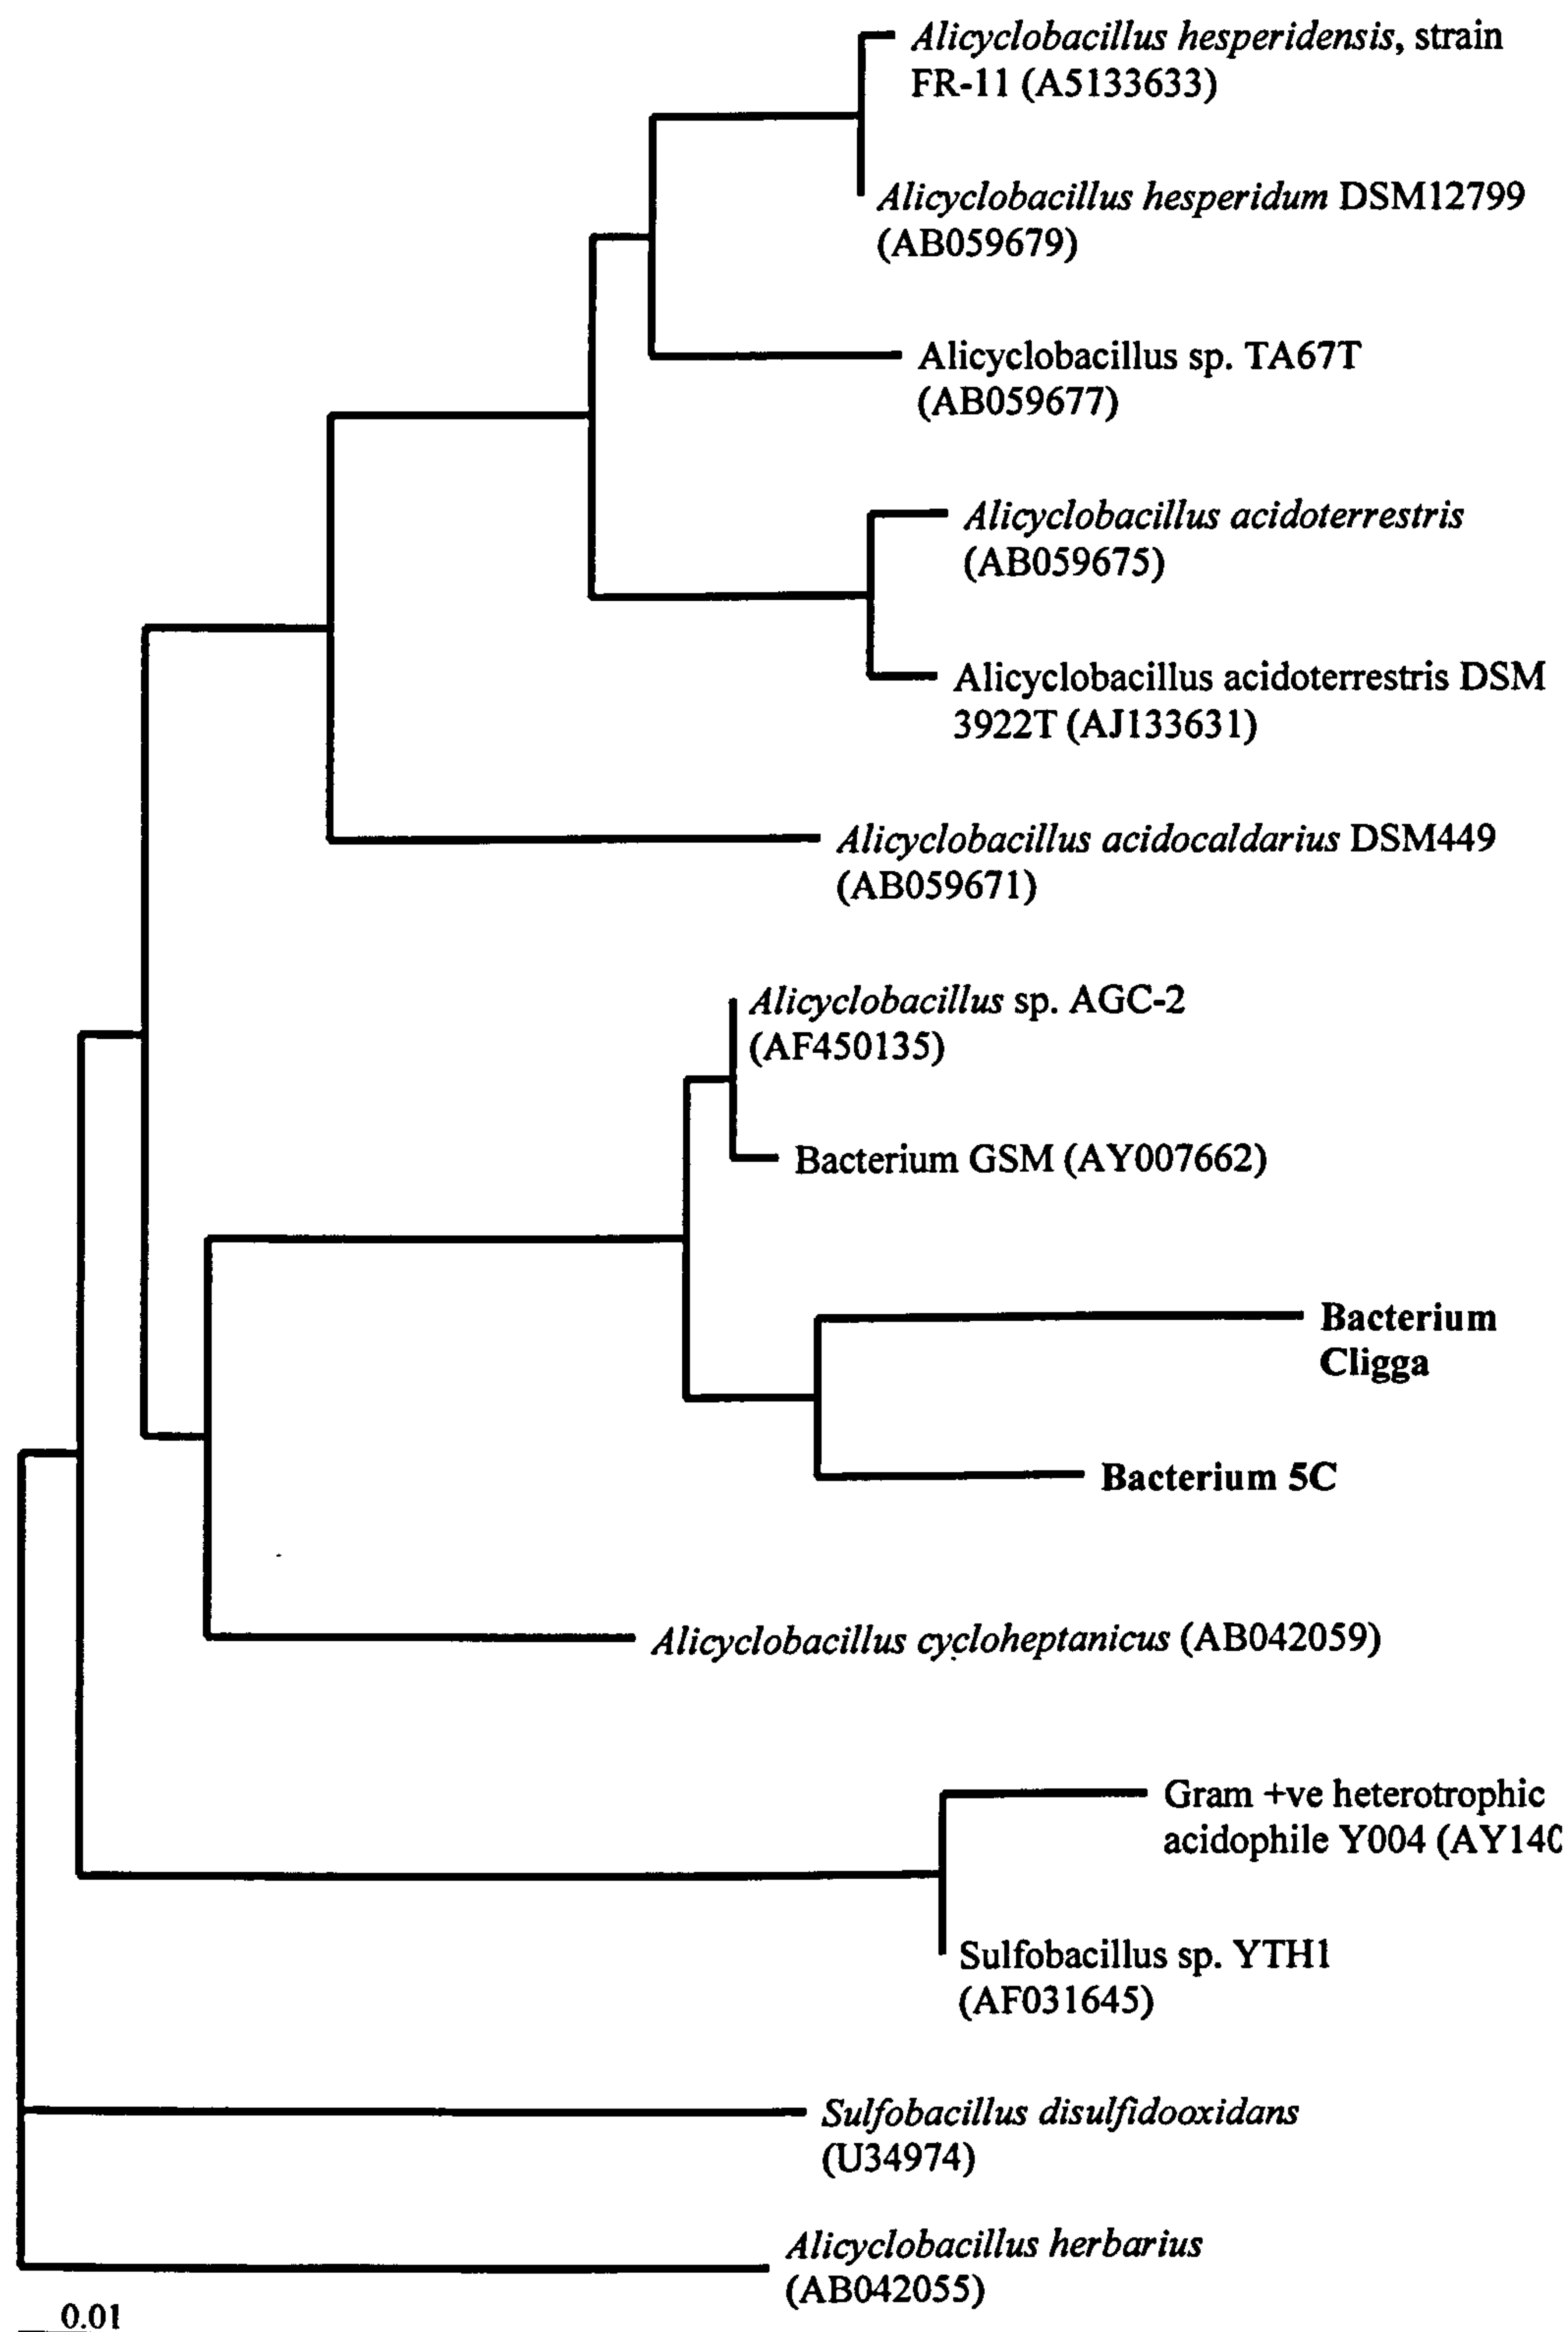 Alicyclobacillus hesperidensis, strain
FR-11 (A5133633)
Alicyclobacillus hesperidum DSM12799
(AB059679)
Alicyclobacillus sp. TA67T
(AB059677)
Alicyclobacillus acidoterrestris
(AB059675)
Alicyclobacillus acidoterrestris DSM
3922T (AJ133631)
Alicyclobacillus acidocaldarius DSM449
(AB059671)
Alicyclobacillus sp. AGC-2
(AF450135)
Bacterium GSM (AY007662)
Bacterium
Cligga
Bacterium 5C
Alicyclobacillus cycloheptanicus (AB042059)
Gram +ve heterotrophic
acidophile Y004 (AY14
Sulfobacillus sp. YTH1
(AF031645)
Sulfobacillus disulfidooxidans
(U34974)
Alicyclobacillus herbarius
(AB042055)
0.01